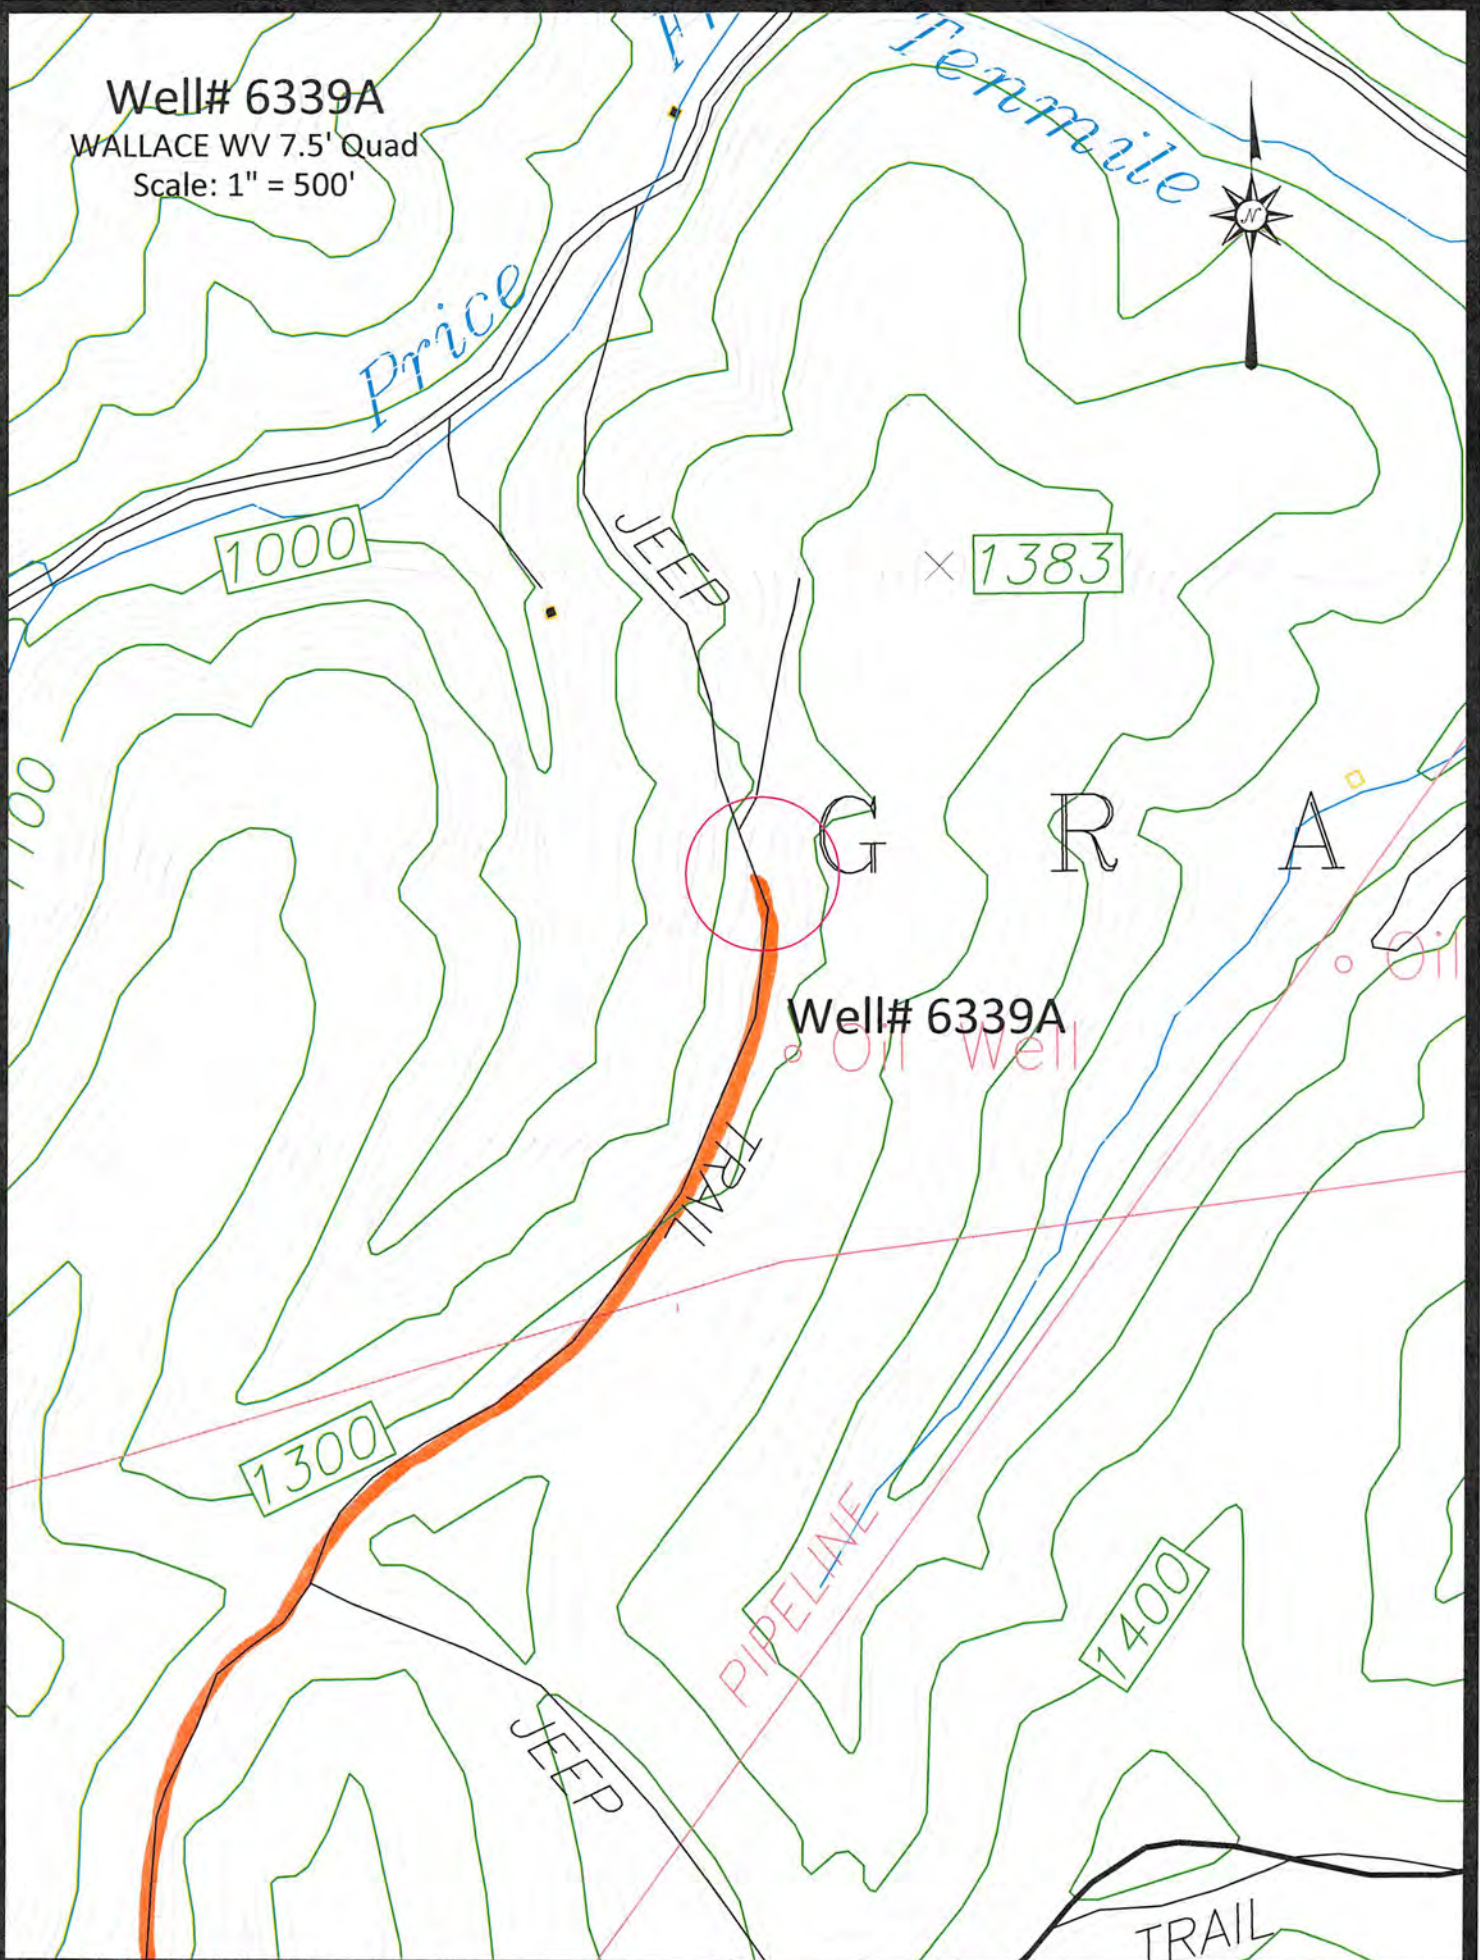 Well# 6339A
WALLACE WV 7.5' Quad
Scale: 1" = 500'
Tenmile
N
Price
1000
JEEP
1383
1100
G R A
Oil
Well# 6339A
Oil Well
TRAIL
1300
PIPELINE
1400
JEEP
TRAIL